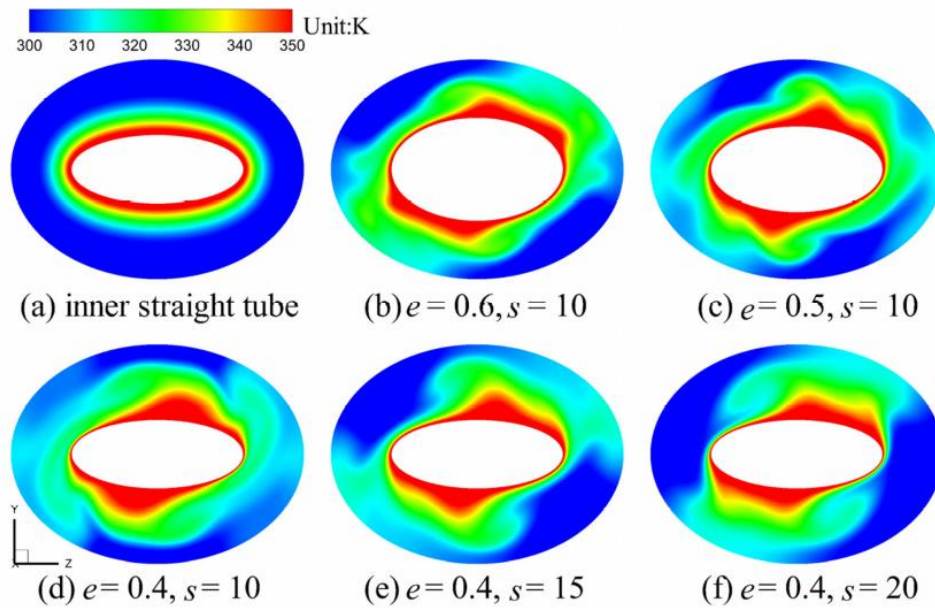 Unit:K
300 310 320 330 340 350
(a) inner straight tube
(b) e = 0.6, s = 10
(c) e = 0.5, s = 10
Y
X Z
(d) e = 0.4, s = 10
(e) e = 0.4, s = 15
(f) e = 0.4, s = 20